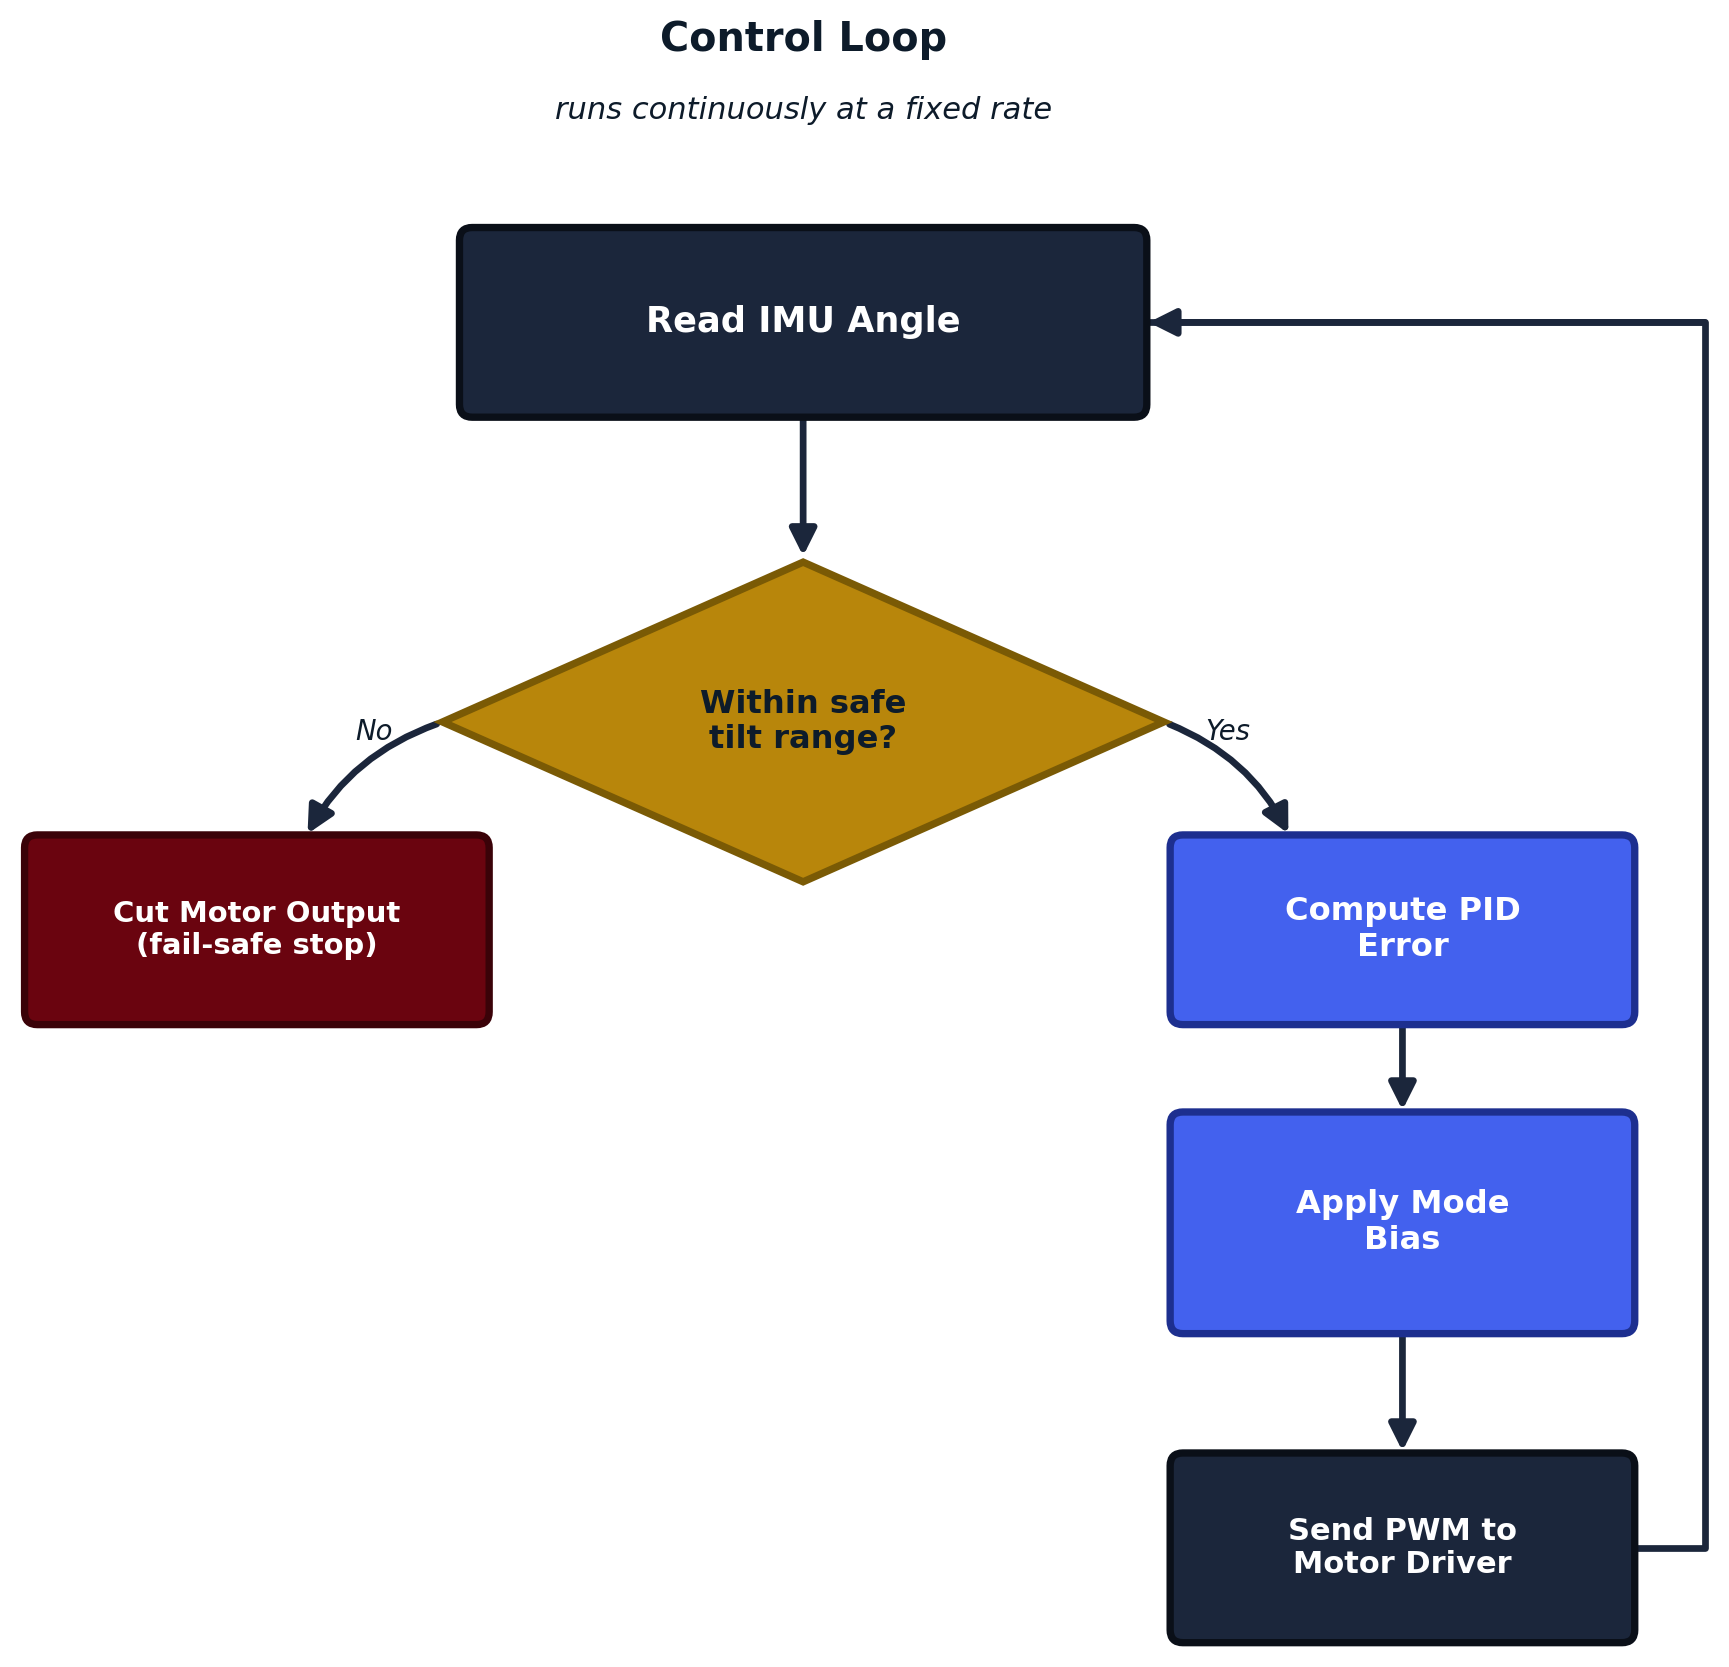 Control Loop
runs continuously at a fixed rate
Read IMU Angle
Within safe
tilt range?
No
Yes
Cut Motor Output
(fail-safe stop)
Compute PID
Error
Apply Mode
Bias
Send PWM to
Motor Driver